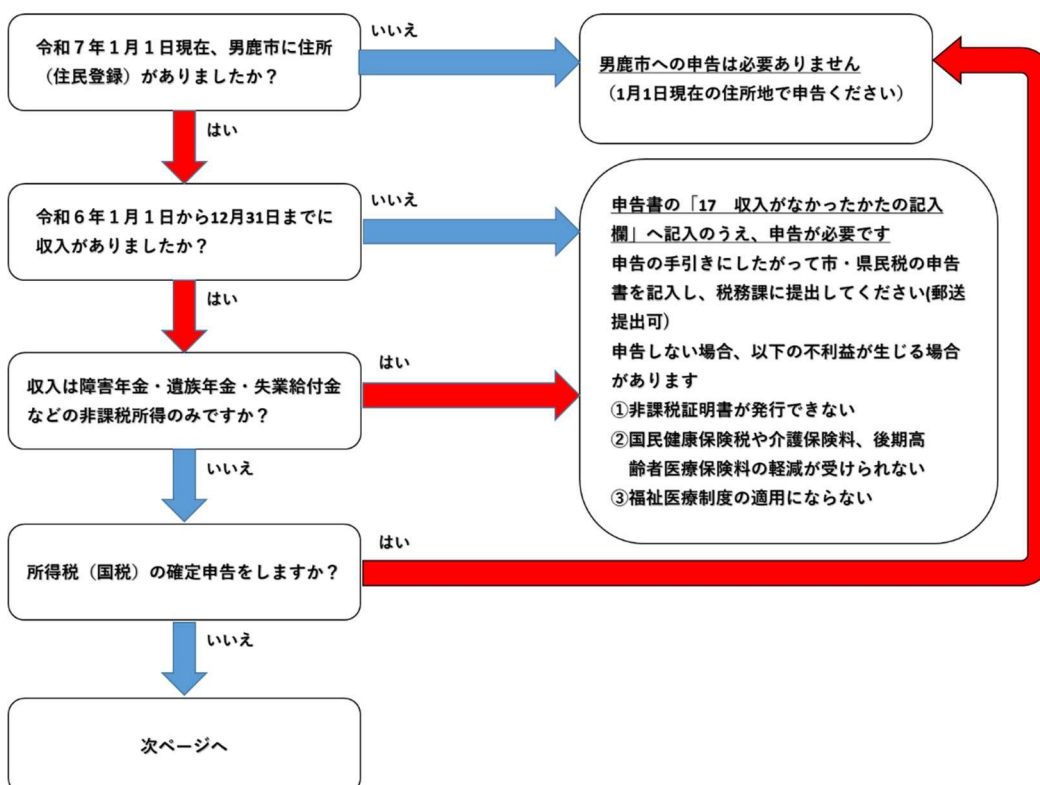 令和７年１月１日現在、男鹿市に住所
（住民登録）がありましたか？
いいえ
男鹿市への申告は必要ありません
（1月1日現在の住所地で申告ください）
はい
令和６年１月１日から12月31日までに
収入がありましたか？
いいえ
申告書の「17　収入がなかったかたの記入
欄」へ記入のうえ、申告が必要です
申告の手引きにしたがって市・県民税の申告
書を記入し、税務課に提出してください(郵送
提出可）
申告しない場合、以下の不利益が生じる場合
があります
①非課税証明書が発行できない
②国民健康保険税や介護保険料、後期高
齢者医療保険料の軽減が受けられない
③福祉医療制度の適用にならない
はい
収入は障害年金・遺族年金・失業給付金
などの非課税所得のみですか？
はい
いいえ
所得税（国税）の確定申告をしますか？
はい
いいえ
次ページへ